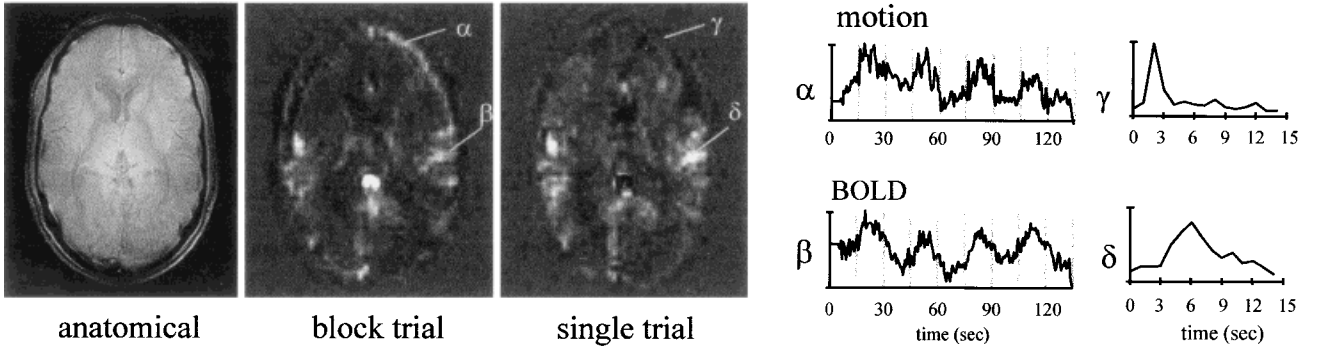 α
β
γ
δ
anatomical
block trial
single trial
motion
α
0 30 60 90 120
γ
0 3 6 9 12 15
BOLD
β
0 30 60 90 120
time (sec)
δ
0 3 6 9 12 15
time (sec)